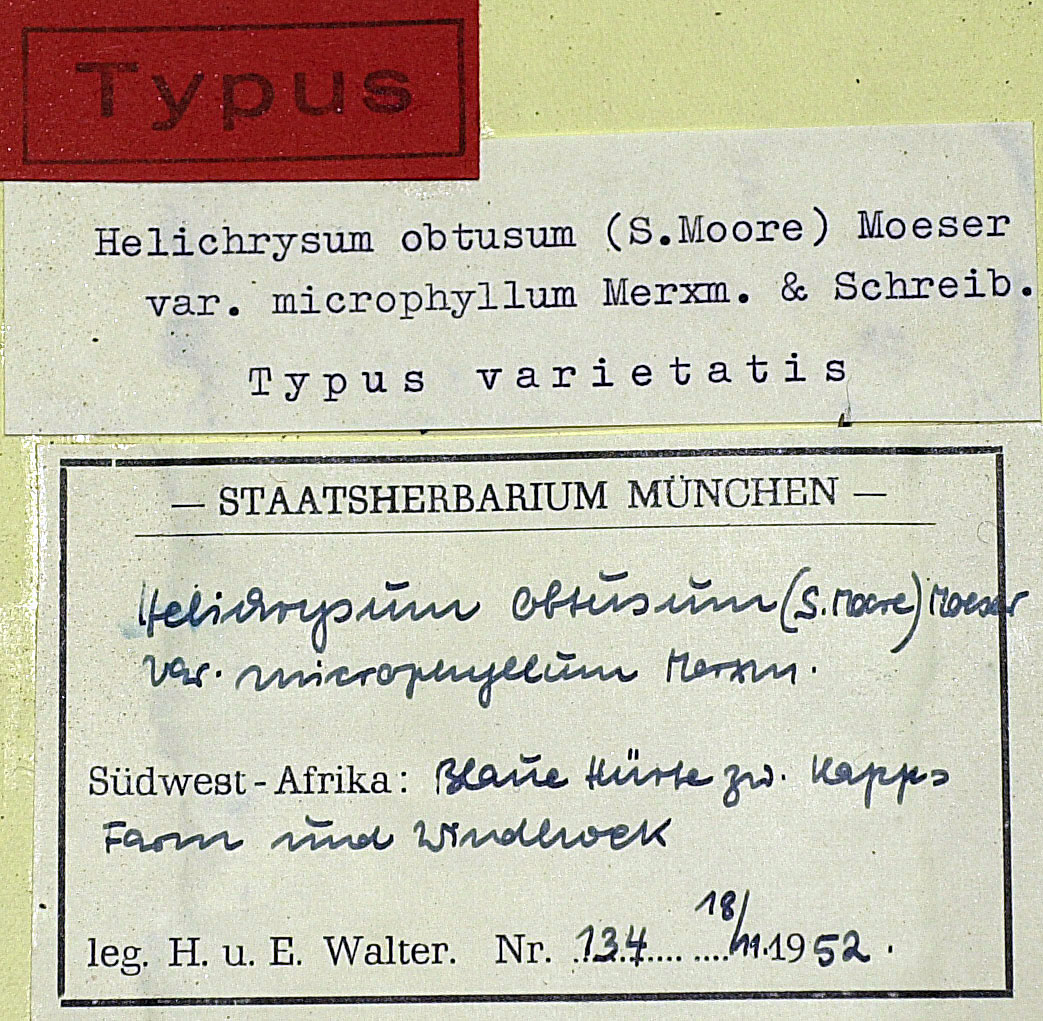 Typus
Helichrysum obtusum (S.Moore) Moeser
var. microphyllum Merxm. & Schreib.
Typus varietatis
— STAATSHERBARIUM MÜNCHEN —
Helichrysum obtusum (S. Moore) Moeser
var. microphyllum Merxm.
Südwest-Afrika: Blaue Kürte zw. Kapps
Farm und Windhoek
leg. H. u. E. Walter. Nr. 134 18/11.1952.